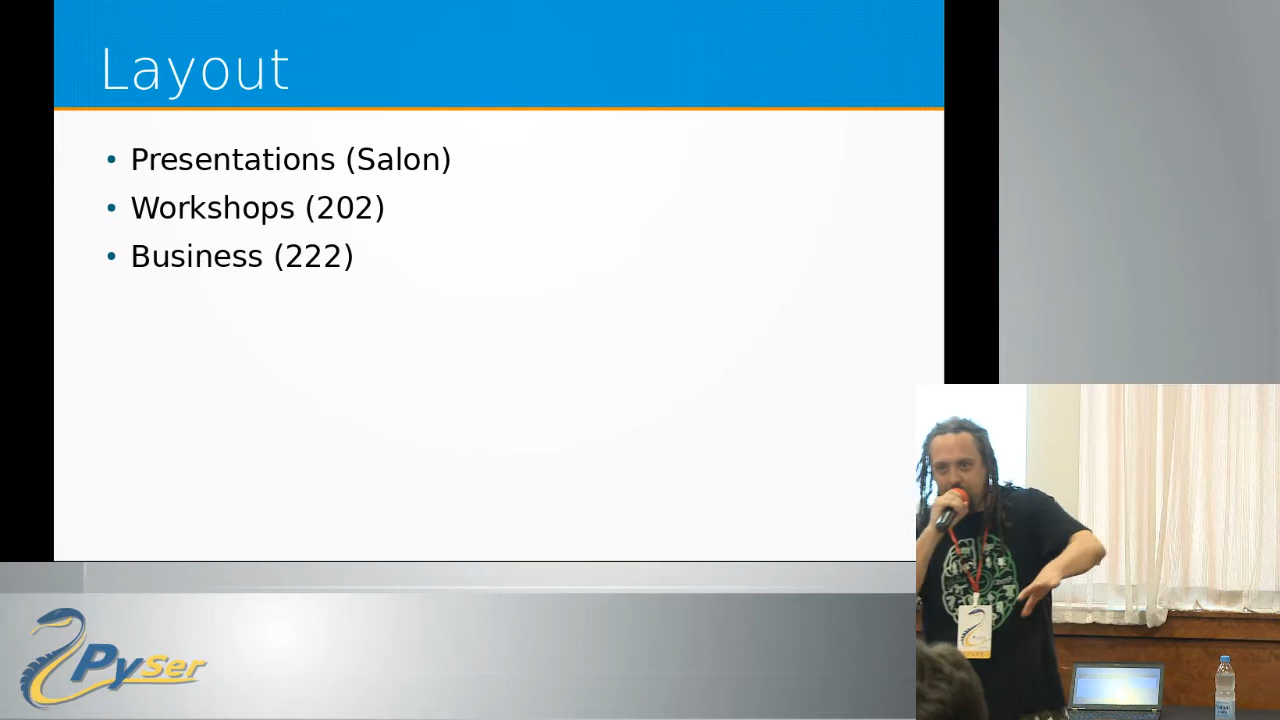 Layout
• Presentations (Salon)
• Workshops (202)
• Business (222)
PySer